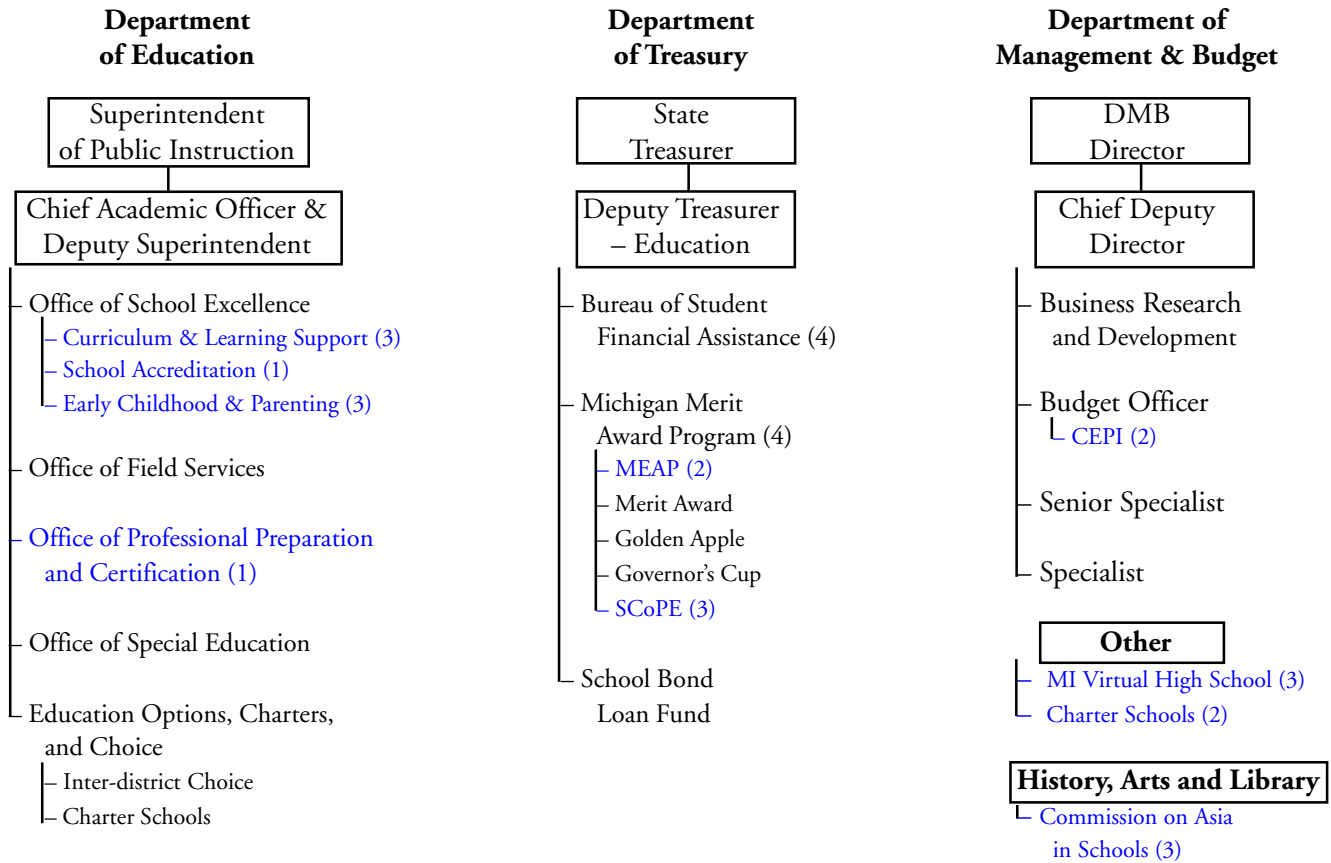 Department
of Education
Superintendent
of Public Instruction
Chief Academic Officer &
Deputy Superintendent
– Office of School Excellence
– Curriculum & Learning Support (3)
– School Accreditation (1)
– Early Childhood & Parenting (3)
– Office of Field Services
– Office of Professional Preparation
and Certification (1)
– Office of Special Education
– Education Options, Charters,
and Choice
– Inter-district Choice
– Charter Schools
Department
of Treasury
State
Treasurer
Deputy Treasurer
– Education
– Bureau of Student
Financial Assistance (4)
– Michigan Merit
Award Program (4)
– MEAP (2)
– Merit Award
– Golden Apple
– Governor’s Cup
– SCoPE (3)
– School Bond
Loan Fund
Department of
Management & Budget
DMB
Director
Chief Deputy
Director
– Business Research
and Development
– Budget Officer
– CEPI (2)
– Senior Specialist
– Specialist
Other
– MI Virtual High School (3)
– Charter Schools (2)
History, Arts and Library
– Commission on Asia
in Schools (3)